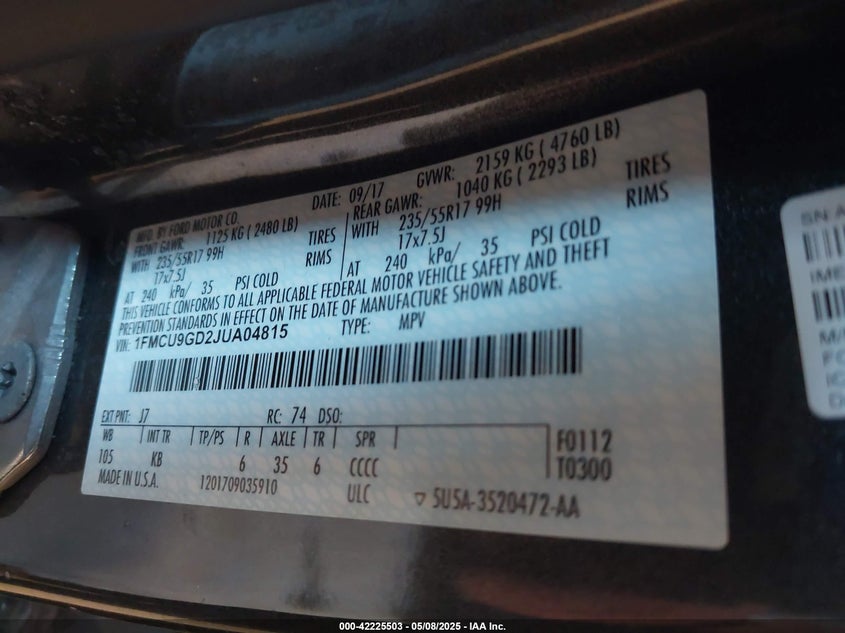 MFD. BY FORD MOTOR CO.
DATE: 09/17 GVWR: 2159 KG ( 4760 LB)
FRONT GAWR: 1125 KG ( 2480 LB) REAR GAWR: 1040 KG ( 2293 LB)
WITH 235/55R17 99H TIRES WITH 235/55R17 99H TIRES
17x7.5J RIMS 17x7.5J RIMS
AT 240 kPa/ 35 PSI COLD AT 240 kPa/ 35 PSI COLD
THIS VEHICLE CONFORMS TO ALL APPLICABLE FEDERAL MOTOR VEHICLE SAFETY AND THEFT
PREVENTION STANDARDS IN EFFECT ON THE DATE OF MANUFACTURE SHOWN ABOVE.
VIN: 1FMCU9GD2JUA04815 TYPE: MPV
EXT PNT: J7 RC: 74 DSO:
WB INT TR TP/PS R AXLE TR SPR F0112
105 KB 6 35 6 CCCC T0300
MADE IN U.S.A. 1201709035910 ULC 5U5A-3520472-AA
SN
IME
M/
FC
IC
000-42225503 - 05/08/2025 - IAA Inc.